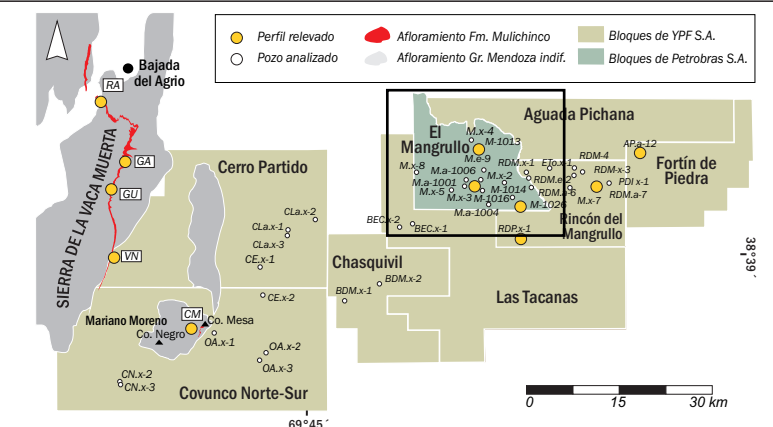 Perfil relevado
Pozo analizado
Afloramiento Fm. Mulichinco
Afloramiento Gr. Mendoza indif.
Bloques de YPF S.A.
Bloques de Petrobras S.A.
Bajada
del Agrio
RA
GA
GU
VN
SIERRA DE LA VACA MUERTA
Cerro Partido
CLa.x-2
CLa.x-1
CLa.x-3
CE.x-1
CE.x-2
Mariano Moreno
CM
Co. Mesa
Co. Negro
OA.x-1
OA.x-2
OA.x-3
CN.x-2
CN.x-3
Covunco Norte-Sur
69°45´
El
Mangrullo
Aguada Pichana
M.x-4
M-1013
M.e-9
M.x-8
M.a-1006
M.x-2
M.a-1001
M-1014
M.x-5
M.x-3
M-1016
M.a-1004
M-1026
RDM.x-1
ETo.x-1
RDM-4
RDM.e-2
RDM-x-3
RDM.a-6
PDI x-1
RDM.a-7
M.x-7
AP.a-12
Fortín de
Piedra
Rincón del
Mangrullo
BEC.x-2
BEC.x-1
RDP.x-1
Chasquivil
BDM.x-2
BDM.x-1
Las Tacanas
38°39´
0 15 30 km